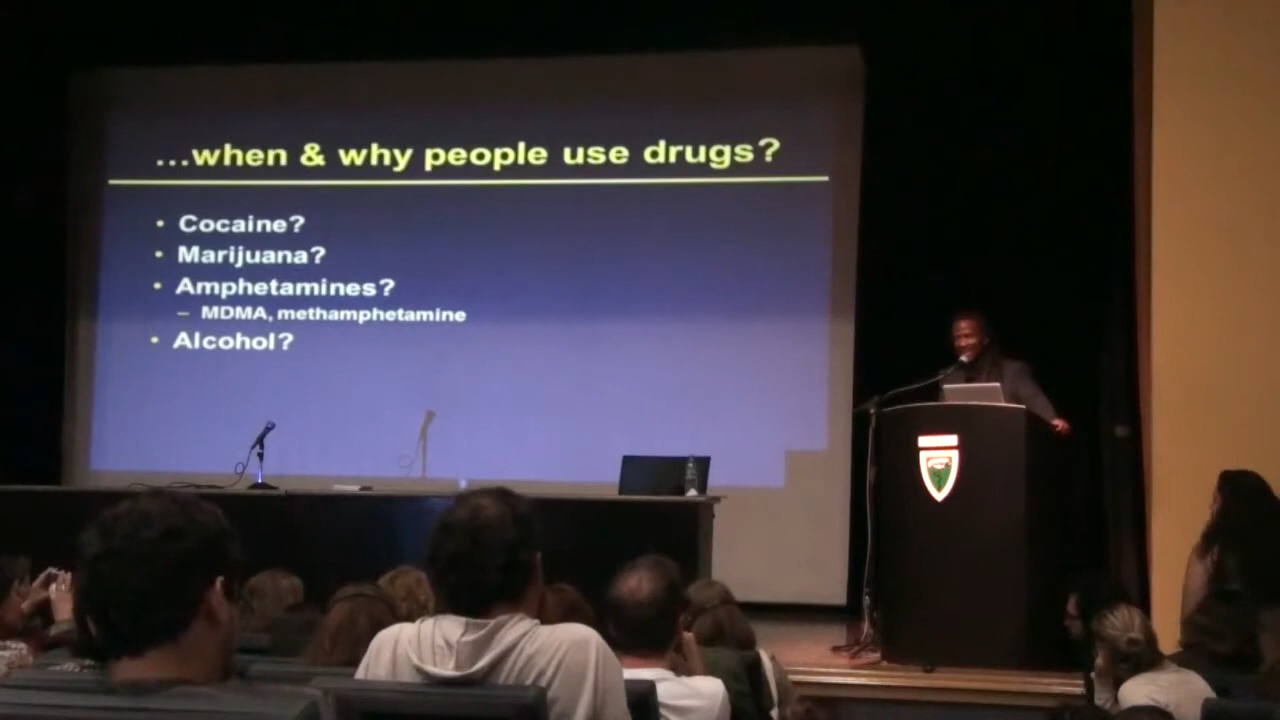 ...when & why people use drugs?
• Cocaine?
• Marijuana?
• Amphetamines?
– MDMA, methamphetamine
• Alcohol?